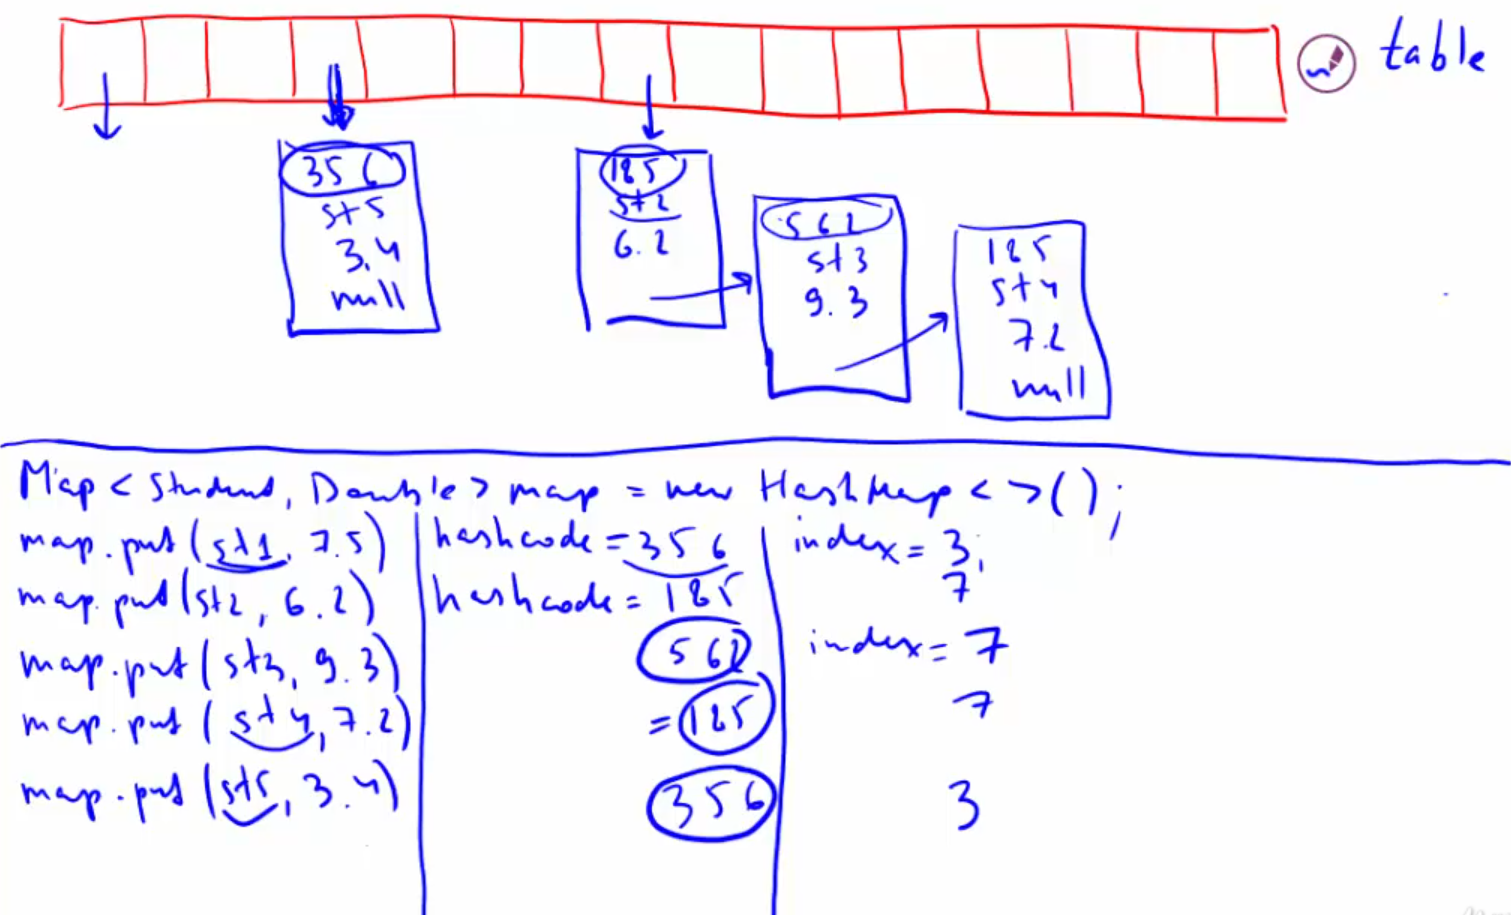 table
356
st5
3.4
null
185
st2
6.2
562
st3
9.3
185
st4
7.2
null
Map < Student, Double > map = new HashMap < > ( ) ;
map.put (st1, 7.5) hashcode = 356 index = 3;
map.put (st2, 6.2) hashcode = 185 7
map.put (st3, 9.3) 562 index = 7
map.put (st4, 7.2) = 185 7
map.put (st5, 3.4) 356 3